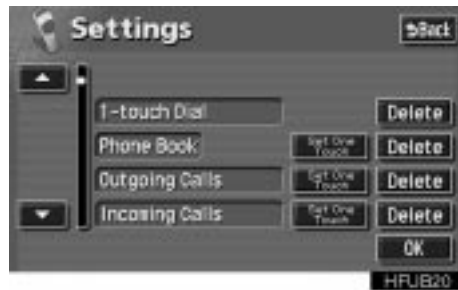 Settings
Back
1-touch Dial Delete
Phone Book Set One Touch Delete
Outgoing Calls Set One Touch Delete
Incoming Calls Set One Touch Delete
OK
HFUB20